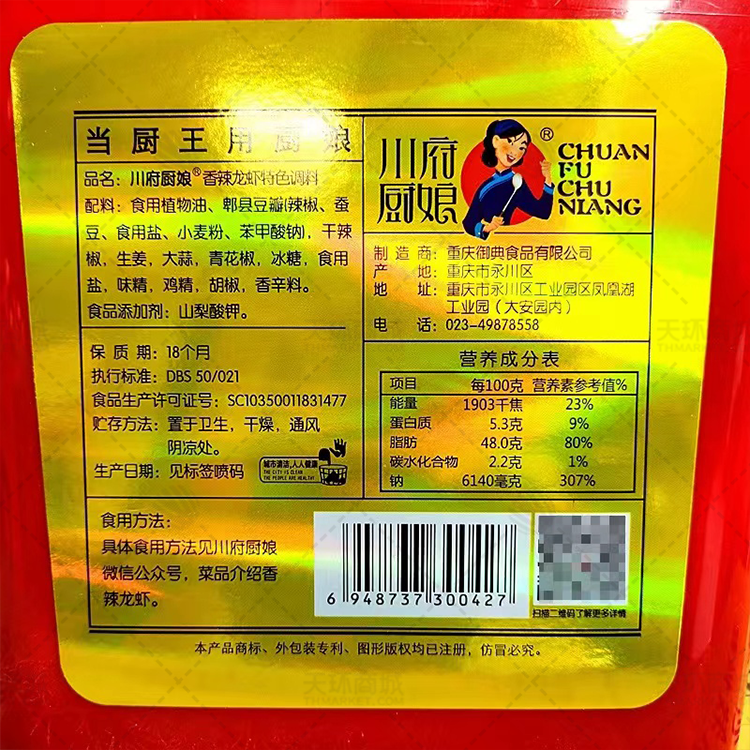 当厨王用厨娘
品名：川府厨娘®香辣龙虾特色调料
配料：食用植物油、郫县豆瓣(辣椒、蚕
豆、食用盐、小麦粉、苯甲酸钠)，干辣
椒，生姜，大蒜，青花椒，冰糖，食用
盐，味精，鸡精，胡椒，香辛料。
食品添加剂：山梨酸钾。
保质期：18个月
执行标准：DBS 50/021
食品生产许可证号：SC10350011831477
贮存方法：置于卫生，干燥，通风
阴凉处。
生产日期：见标签喷码
城市清洁,人人健康
THE CITY IS CLEAN
THE PEOPLE ARE HEALTHY
食用方法：
具体食用方法见川府厨娘
微信公众号，菜品介绍香
辣龙虾。
川府
厨娘
®
CHUAN
FU
CHU
NIANG
制造商：重庆御典食品有限公司
产地：重庆市永川区
地址：重庆市永川区工业园区凤凰湖
工业园（大安园内）
电话：023-49878558
营养成分表
项目 每100克 营养素参考值%
能量 1903千焦 23%
蛋白质 5.3克 9%
脂肪 48.0克 80%
碳水化合物 2.2克 1%
钠 6140毫克 307%
6 948737 300427
扫描二维码了解更多详情
本产品商标、外包装专利、图形版权均已注册，仿冒必究。
天环商城
THMARKET.COM
天环
THMARK